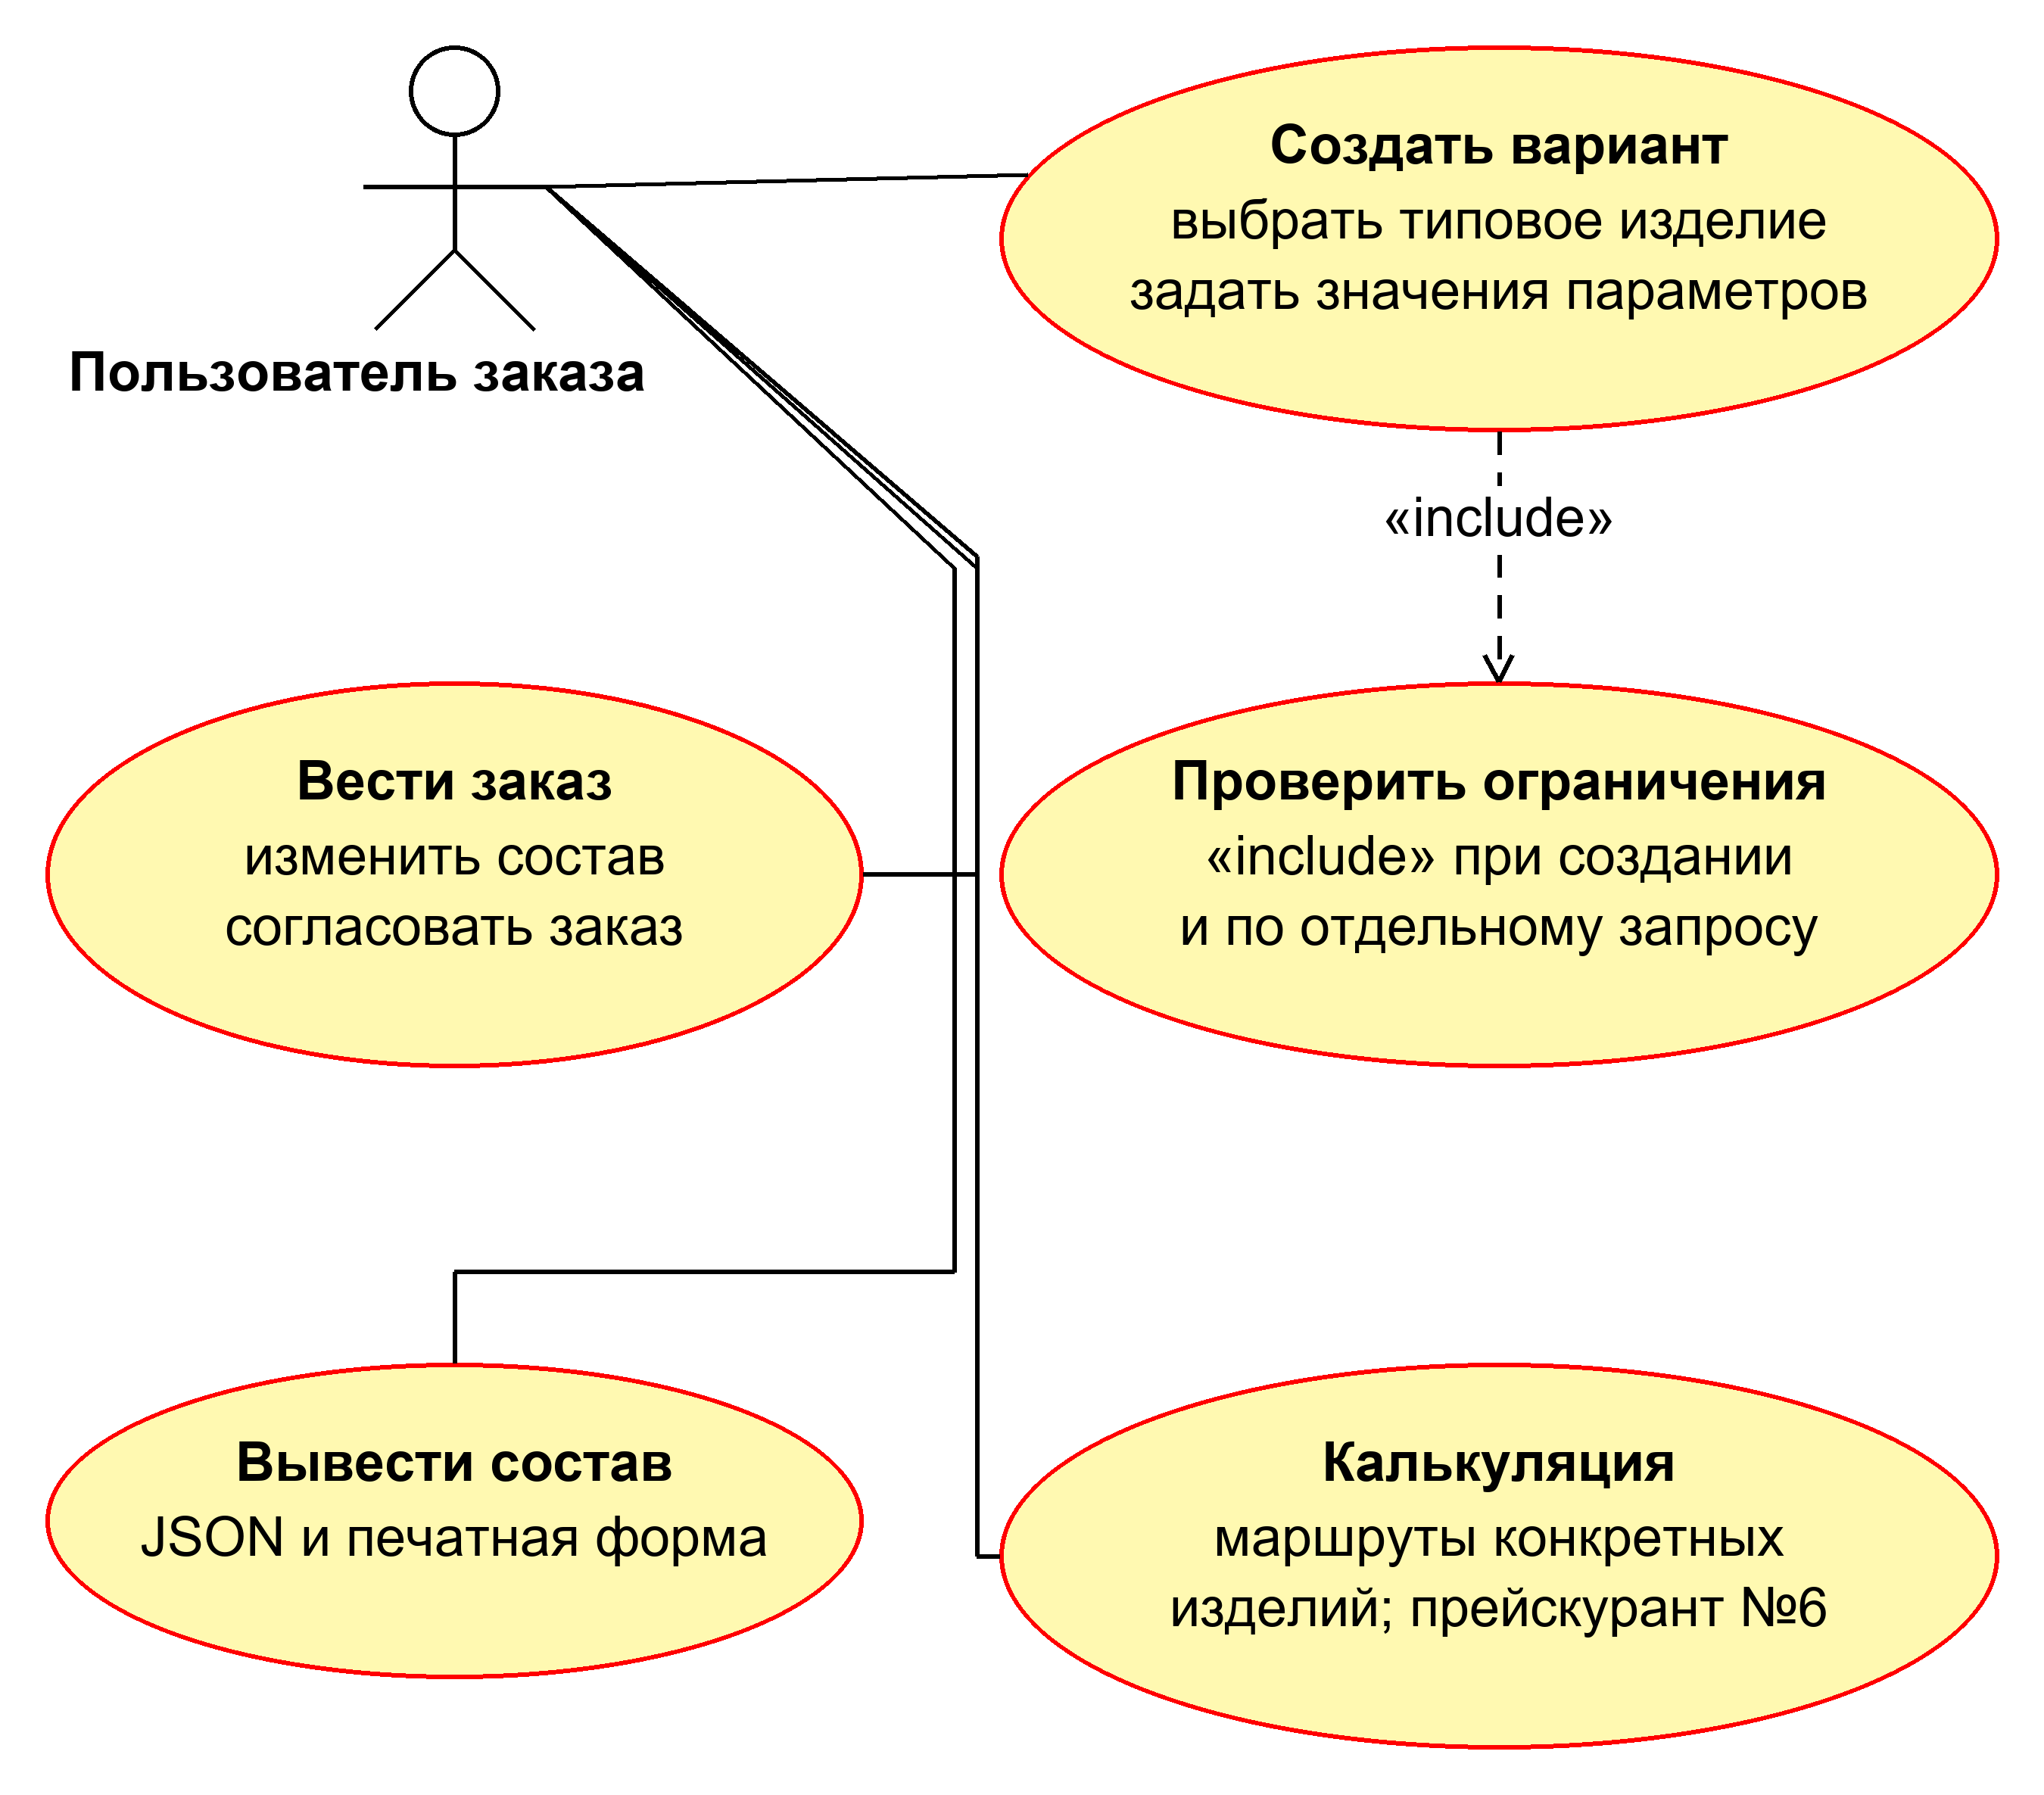 Создать вариант
выбрать типовое изделие
задать значения параметров
Пользователь заказа
«include»
Вести заказ
изменить состав
согласовать заказ
Проверить ограничения
«include» при создании
и по отдельному запросу
Вывести состав
JSON и печатная форма
Калькуляция
маршруты конкретных
изделий; прейскурант №6